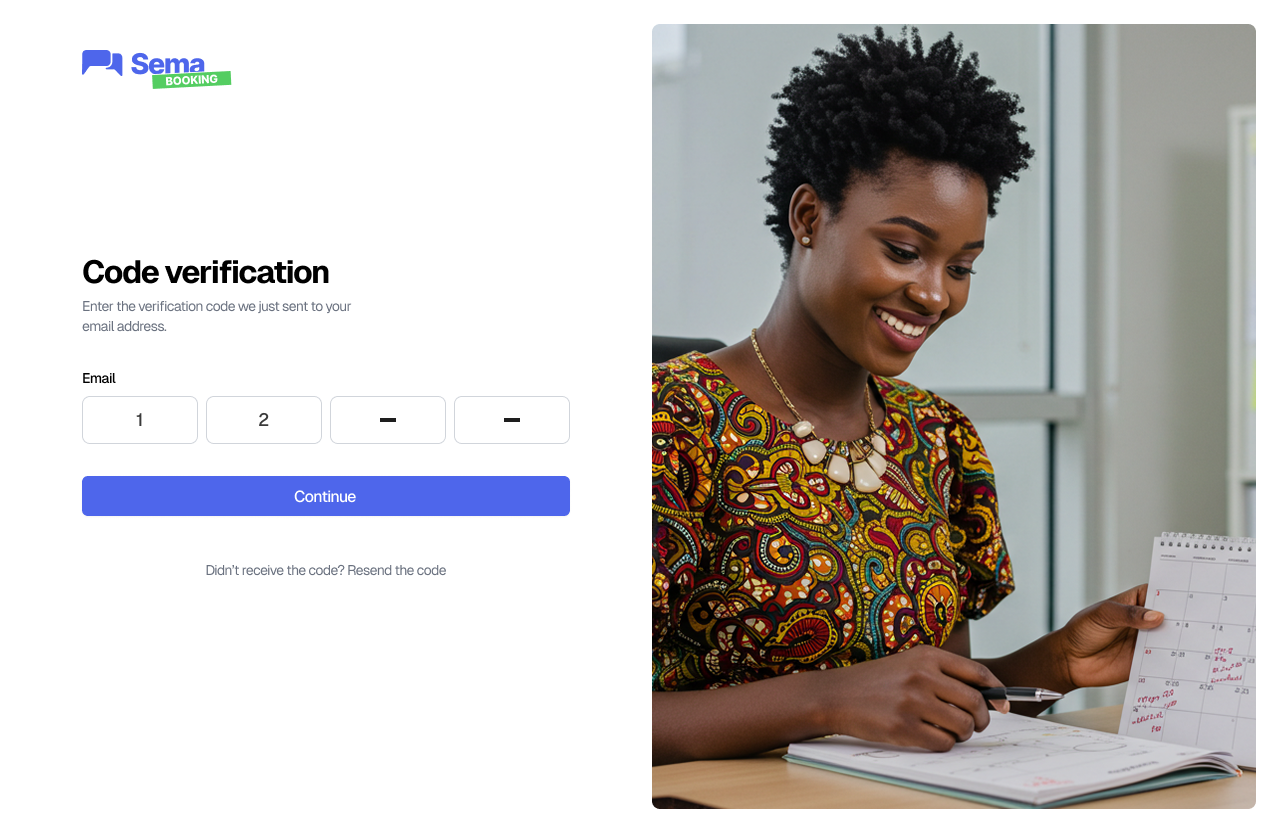 Sema
BOOKING
Code verification
Enter the verification code we just sent to your
email address.
Email
1 2 – –
Continue
Didn't receive the code? Resend the code